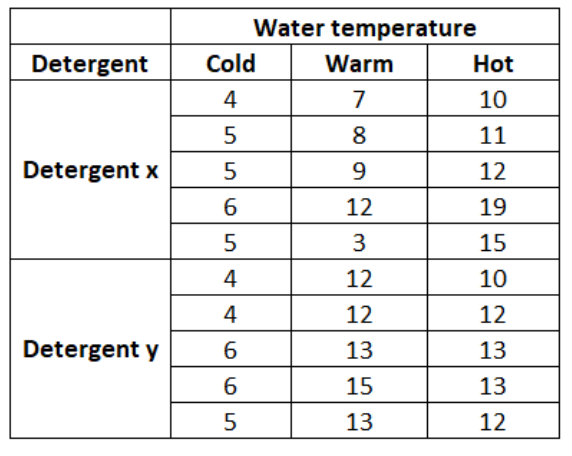 Water temperature
Detergent Cold Warm Hot
4 7 10
5 8 11
Detergent x 5 9 12
6 12 19
5 3 15
4 12 10
4 12 12
Detergent y 6 13 13
6 15 13
5 13 12